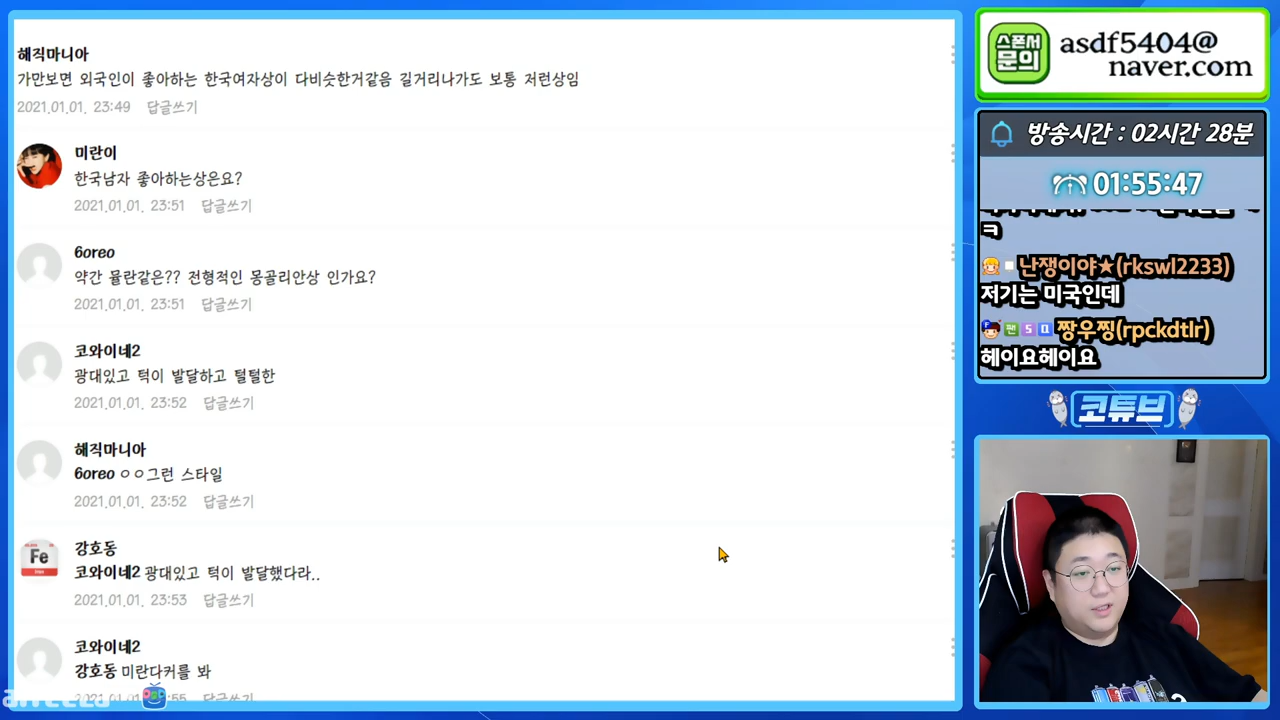 헤직마니아
가만보면 외국인이 좋아하는 한국여자상이 다비슷한거같음 길거리나가도 보통 저런상임
2021.01.01. 23:49 답글쓰기
미란이
한국남자 좋아하는상은요?
2021.01.01. 23:51 답글쓰기
6oreo
약간 뮬란같은?? 전형적인 몽골리안상 인가요?
2021.01.01. 23:51 답글쓰기
코와이네2
광대있고 턱이 발달하고 털털한
2021.01.01. 23:52 답글쓰기
헤직마니아
6oreo ㅇㅇ그런 스타일
2021.01.01. 23:52 답글쓰기
Fe
강호동
코와이네2 광대있고 턱이 발달했다라..
2021.01.01. 23:53 답글쓰기
코와이네2
강호동 미란다커를 봐
답글쓰기
스폰서
문의
asdf5404@
naver.com
방송시간 : 02시간 28분
01:55:47
ㅋ
난쟁이야★(rkswl2233)
저기는 미국인데
팬 S Q 짱우찡(rpckdtlr)
헤이요헤이요
코튜브